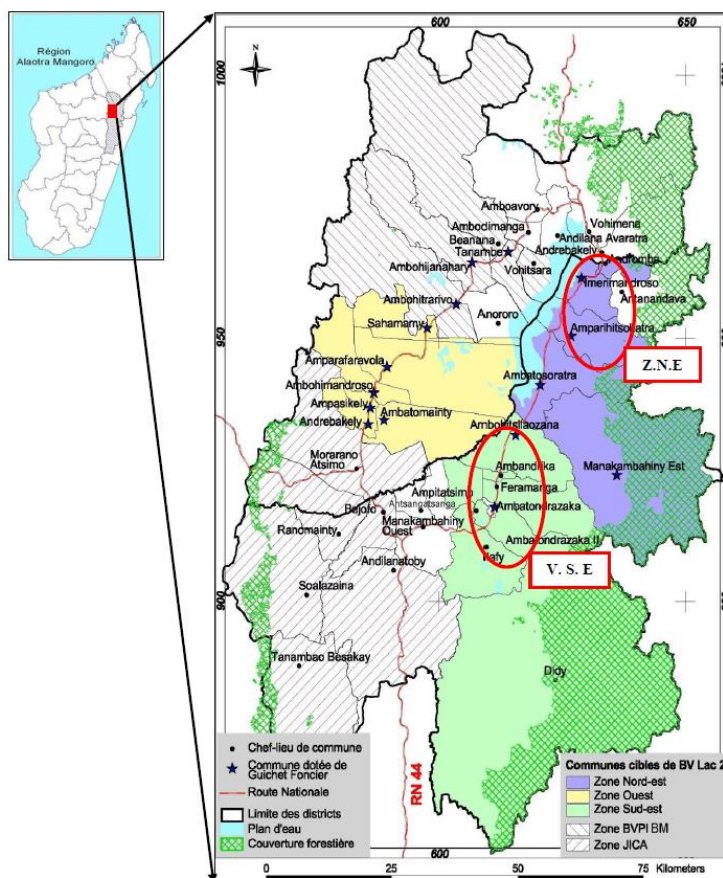 Région
Alaotra Mangoro
600
650
1000
950
900
600
N
Amboavory
Ambodimanga
Beanana
Tanambe
Vohimena
Andilana Avaratra
Andrebakely
Ambohijanahary
Vohitsara
Imerimandroso
Antanandava
Ambohitrarivo
Anororo
Sahamamy
Amparihitsokatra
Z.N.E
Amparafaravola
Ambohimandroso
Ambatosoratra
Ampasikely
Ambatomainty
Andrebakely
Ambohitsilaozana
Morarano
Atsimo
Ambandrika
Manakambahiny Est
Feramanga
Ampitatsimo
Antsangatsanga
Bejofo
Ambatondrazaka
Manakambahiny
Ouest
Ranomainty
Ambatondrazaka II
Ilafy
V. S. E
Andilanatoby
Soalazaina
Tanambao Besakay
Didy
RN 44
Chef-lieu de commune
Commune dotée de
Guichet Foncier
Route Nationale
Limite des districts
Plan d'eau
Couverture forestière
Communes cibles de BV Lac 2
Zone Nord-est
Zone Ouest
Zone Sud-est
Zone BVPI BM
Zone JICA
0 25 50 75 Kilometers